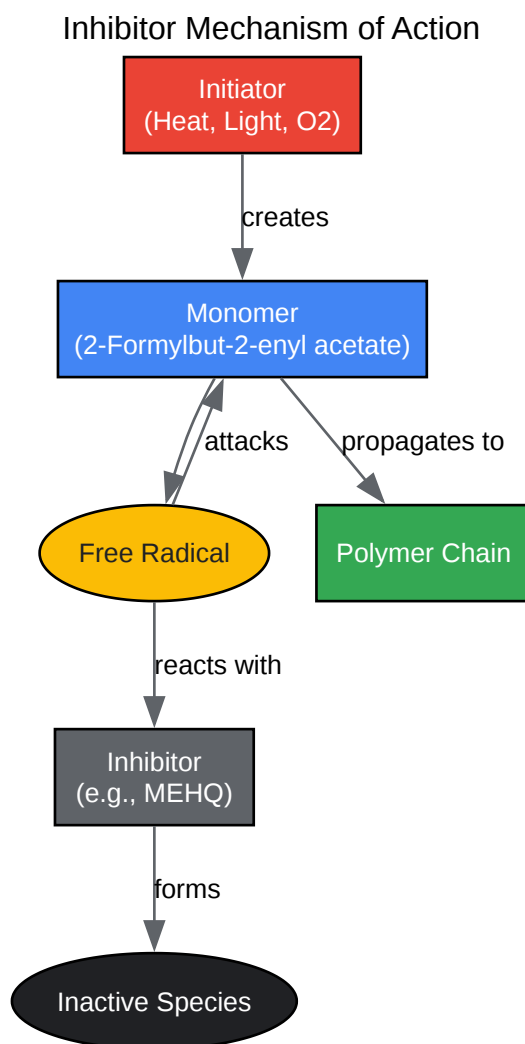 Inhibitor Mechanism of Action
Initiator
(Heat, Light, O2)
creates
Monomer
(2-Formylbut-2-enyl acetate)
attacks
propagates to
Free Radical
Polymer Chain
reacts with
Inhibitor
(e.g., MEHQ)
forms
Inactive Species